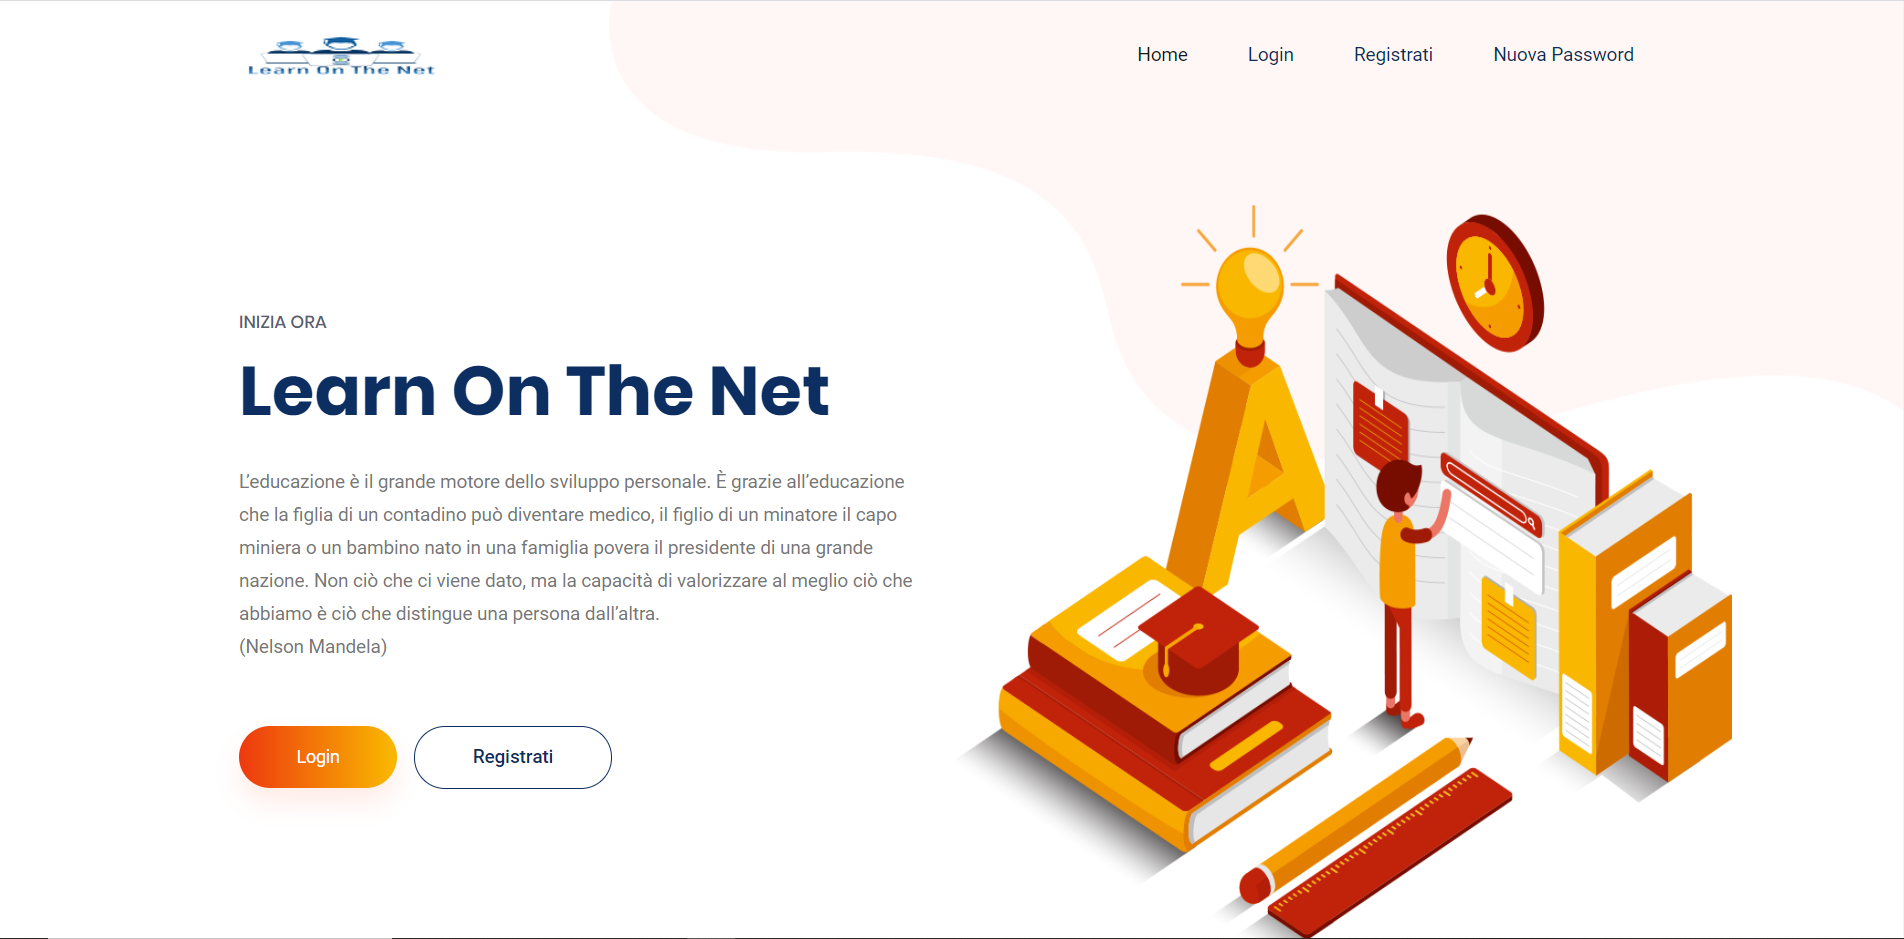 Learn On The Net
Home
Login
Registrati
Nuova Password
INIZIA ORA
Learn On The Net
L’educazione è il grande motore dello sviluppo personale. È grazie all’educazione
che la figlia di un contadino può diventare medico, il figlio di un minatore il capo
miniera o un bambino nato in una famiglia povera il presidente di una grande
nazione. Non ciò che ci viene dato, ma la capacità di valorizzare al meglio ciò che
abbiamo è ciò che distingue una persona dall’altra.
(Nelson Mandela)
Login
Registrati
A